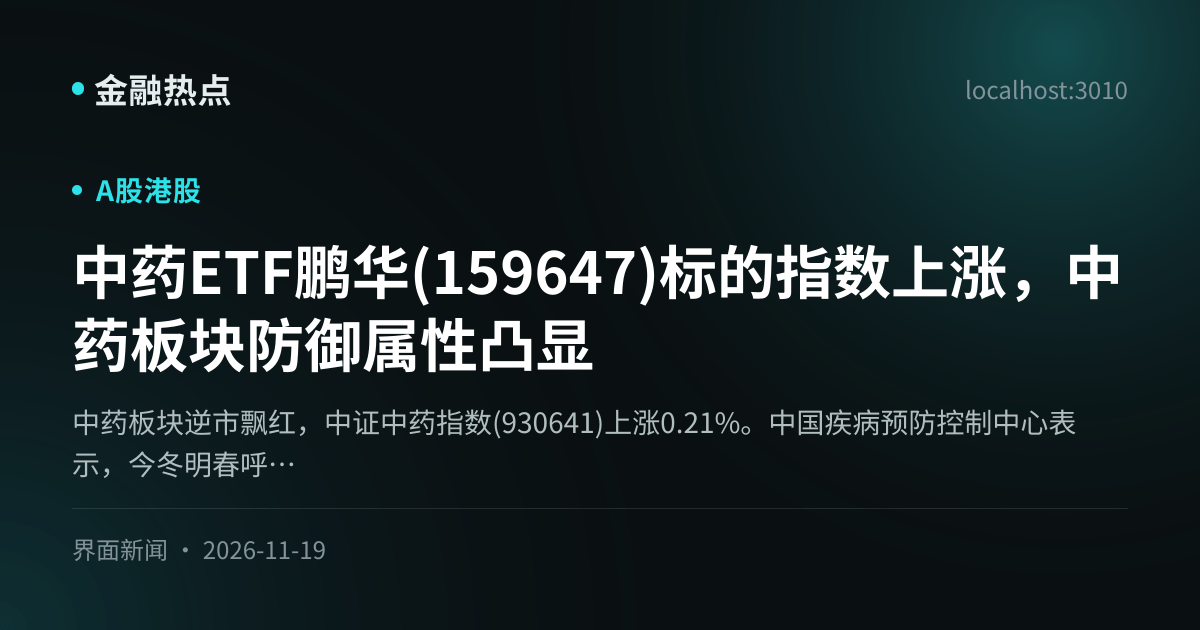 金融热点
localhost:3010
A股港股
中药ETF鹏华(159647)标的指数上涨，中
药板块防御属性凸显
中药板块逆市飘红，中证中药指数(930641)上涨0.21%。中国疾病预防控制中心表
示，今冬明春呼…
界面新闻 · 2026-11-19